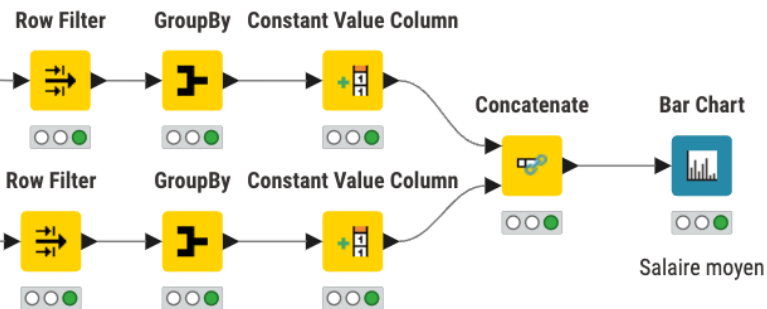 Row Filter GroupBy Constant Value Column
Concatenate Bar Chart
Row Filter GroupBy Constant Value Column
Salaire moyen